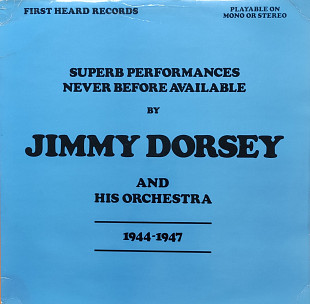 FIRST HEARD RECORDS
PLAYABLE ON
MONO OR STEREO
SUPERB PERFORMANCES
NEVER BEFORE AVAILABLE
BY
JIMMY DORSEY
AND
HIS ORCHESTRA
1944-1947